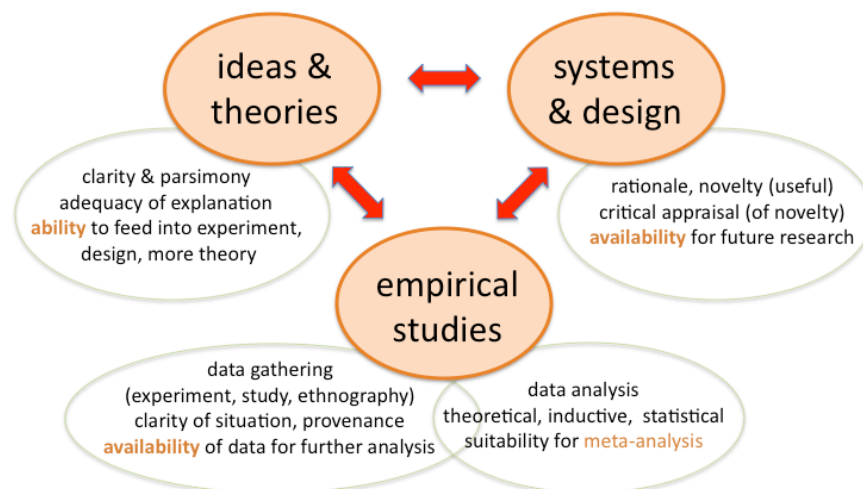 ideas &
theories
systems
& design
clarity & parsimony
adequacy of explanation
ability to feed into experiment,
design, more theory
rationale, novelty (useful)
critical appraisal (of novelty)
availability for future research
empirical
studies
data gathering
(experiment, study, ethnography)
clarity of situation, provenance
availability of data for further analysis
data analysis
theoretical, inductive, statistical
suitability for meta-analysis